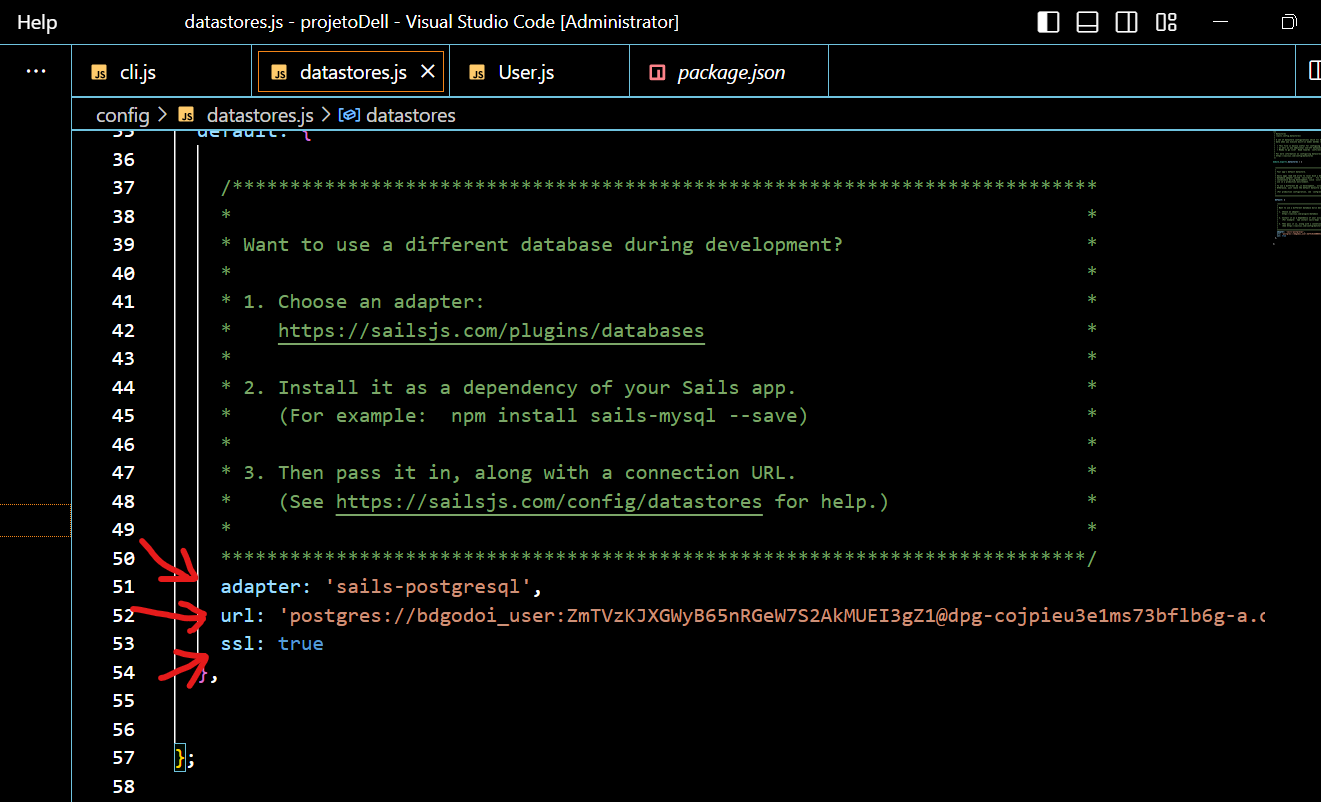 Help
datastores.js - projetoDell - Visual Studio Code [Administrator]
cli.js
datastores.js
User.js
package.json
config > datastores.js > datastores
35 default: {
36
37 /***************************************************************************
38 * *
39 * Want to use a different database during development? *
40 * *
41 * 1. Choose an adapter: *
42 * https://sailsjs.com/plugins/databases *
43 * *
44 * 2. Install it as a dependency of your Sails app. *
45 * (For example: npm install sails-mysql --save) *
46 * *
47 * 3. Then pass it in, along with a connection URL. *
48 * (See https://sailsjs.com/config/datastores for help.) *
49 * *
50 ***************************************************************************/
51 adapter: 'sails-postgresql',
52 url: 'postgres://bdgodoi_user:ZmTVzKJXGWyB65nRGeW7S2AkMUEI3gZ1@dpg-cojpieu3e1ms73bflb6g-a.o
53 ssl: true
54 },
55
56
57 };
58